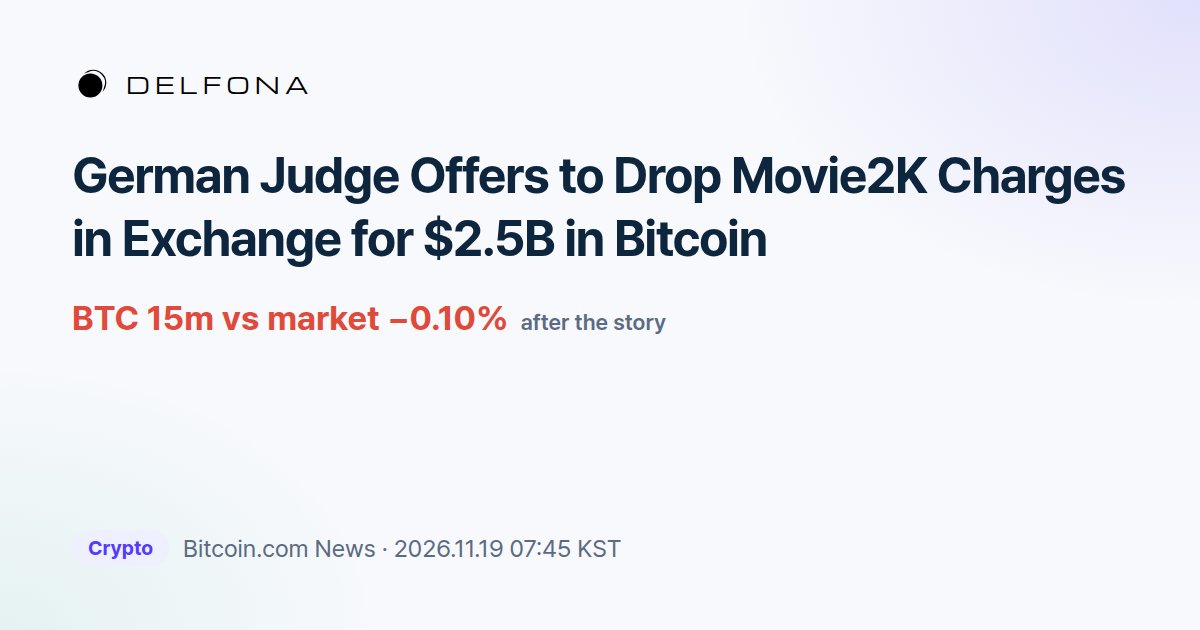 DELFONA
German Judge Offers to Drop Movie2K Charges
in Exchange for $2.5B in Bitcoin
BTC 15m vs market −0.10% after the story
Crypto Bitcoin.com News · 2026.11.19 07:45 KST